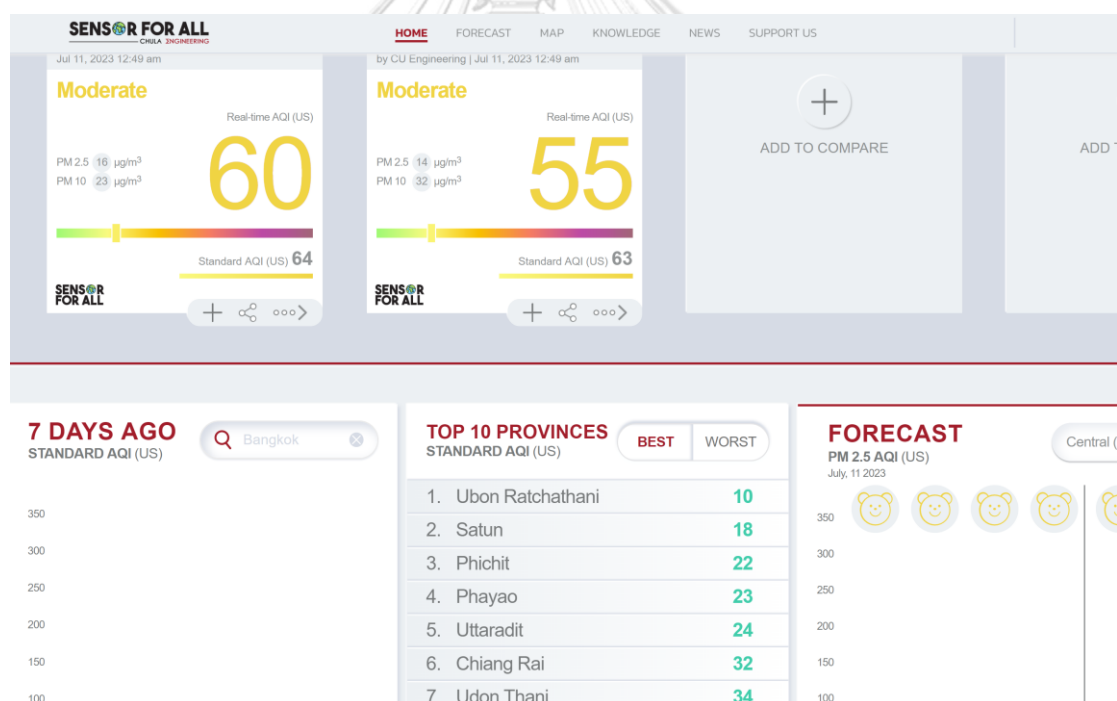 SENSOR FOR ALL
CHULA ΣNGINEERING
HOME FORECAST MAP KNOWLEDGE NEWS SUPPORT US
Jul 11, 2023 12:49 am
Moderate
Real-time AQI (US)
60
PM 2.5 16 µg/m³
PM 10 23 µg/m³
Standard AQI (US) 64
SENSOR
FOR ALL
by CU Engineering | Jul 11, 2023 12:49 am
Moderate
Real-time AQI (US)
55
PM 2.5 14 µg/m³
PM 10 32 µg/m³
Standard AQI (US) 63
SENSOR
FOR ALL
ADD TO COMPARE
ADD
7 DAYS AGO
STANDARD AQI (US)
Bangkok
350
300
250
200
150
100
TOP 10 PROVINCES
STANDARD AQI (US)
BEST WORST
1. Ubon Ratchathani 10
2. Satun 18
3. Phichit 22
4. Phayao 23
5. Uttaradit 24
6. Chiang Rai 32
7. Udon Thani 34
FORECAST
PM 2.5 AQI (US)
July, 11 2023
Central (
350
300
250
200
150
100